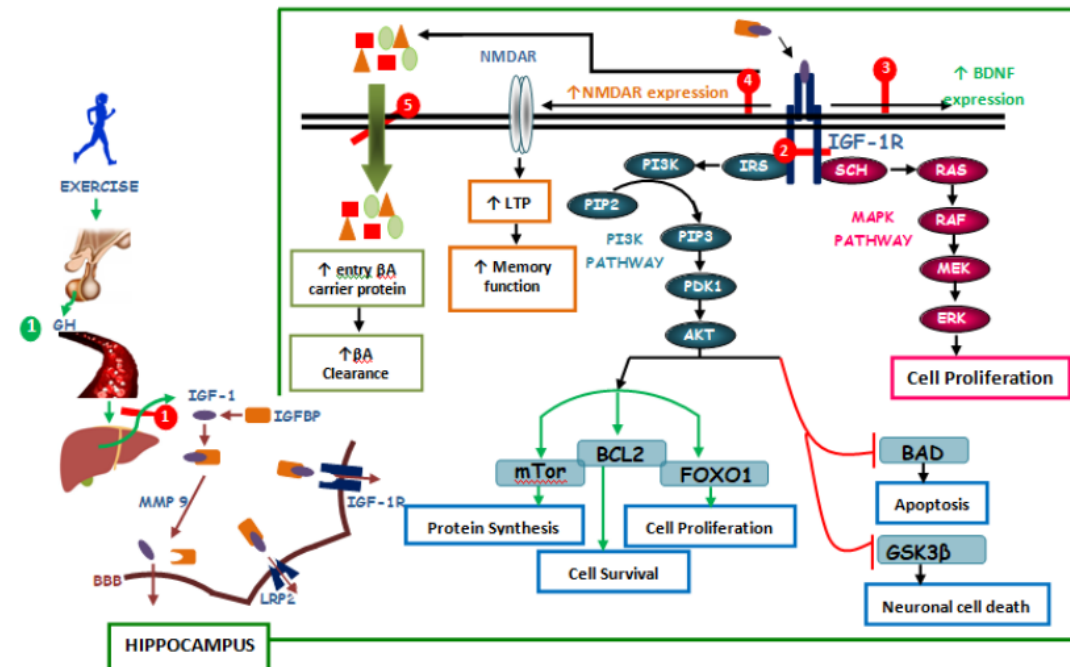 EXERCISE
1
GH
1
IGF-1
IGFBP
MMP 9
IGF-1R
BBB
LRP2
HIPPOCAMPUS
5
↑ entry βA
carrier protein
↑βA
Clearance
NMDAR
↑NMDAR expression
4
3
↑ BDNF
expression
↑ LTP
↑ Memory
function
2
IGF-1R
PI3K
IRS
PIP2
PIP3
PI3K
PATHWAY
PDK1
AKT
SCH
RAS
RAF
MAPK
PATHWAY
MEK
ERK
Cell Proliferation
mTor
BCL2
FOXO1
Protein Synthesis
Cell Proliferation
Cell Survival
BAD
Apoptosis
GSK3β
Neuronal cell death